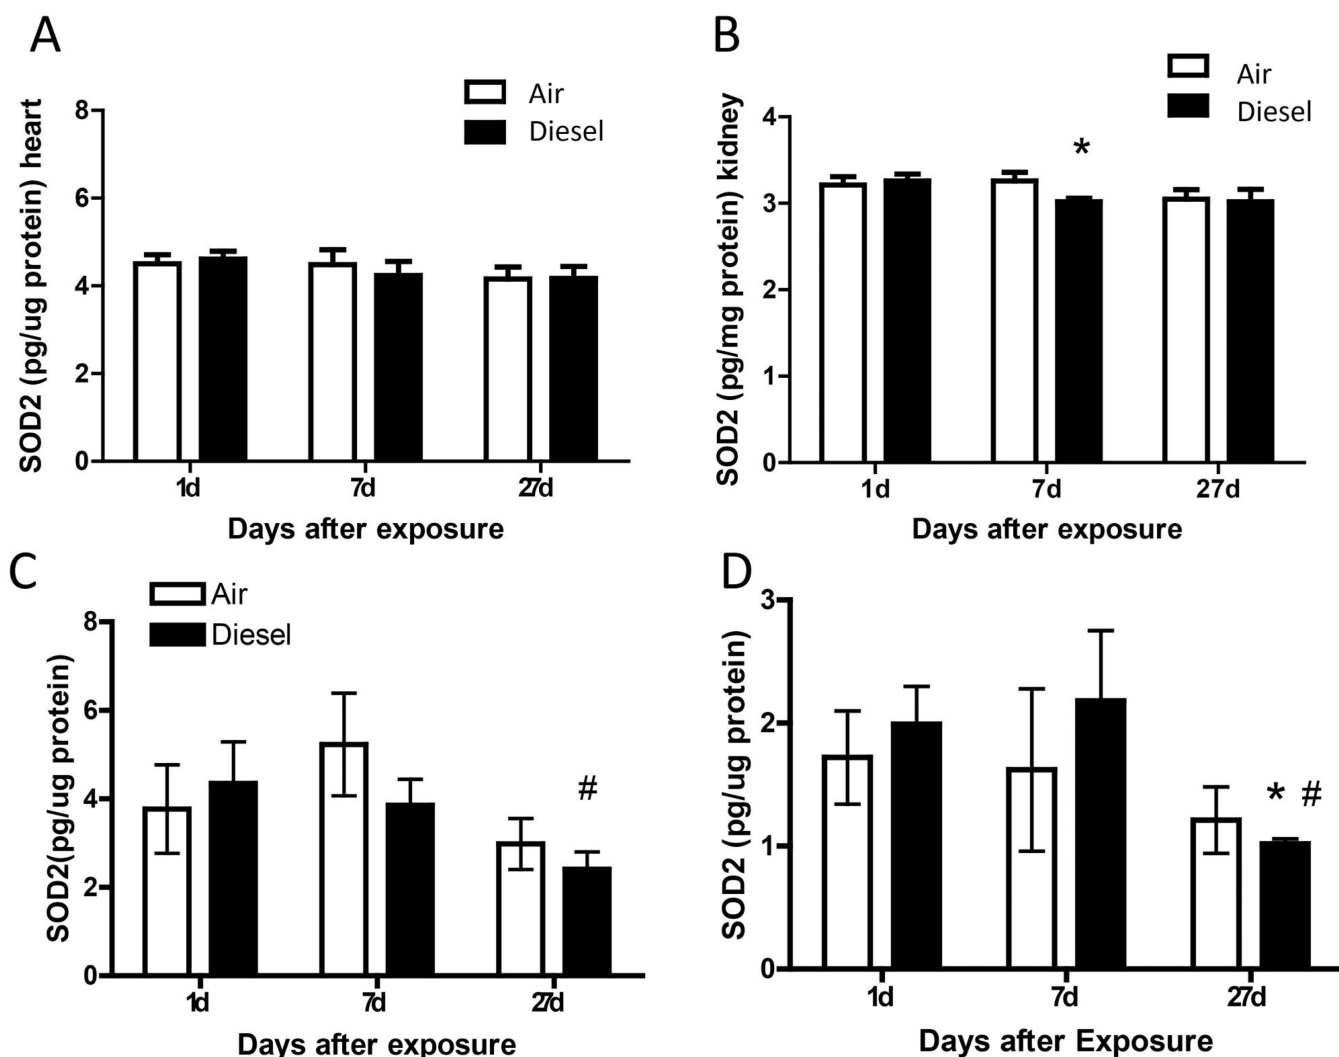 A
Air
Diesel
SOD2 (pg/ug protein) heart
8
6
4
2
0
1d 7d 27d
Days after exposure
B
Air
Diesel
SOD2 (pg/mg protein) kidney
4
3
2
1
0
*
1d 7d 27d
Days after exposure
C
Air
Diesel
SOD2(pg/ug protein)
8
6
4
2
0
#
1d 7d 27d
Days after exposure
D
SOD2 (pg/ug protein)
3
2
1
0
* #
1d 7d 27d
Days after Exposure